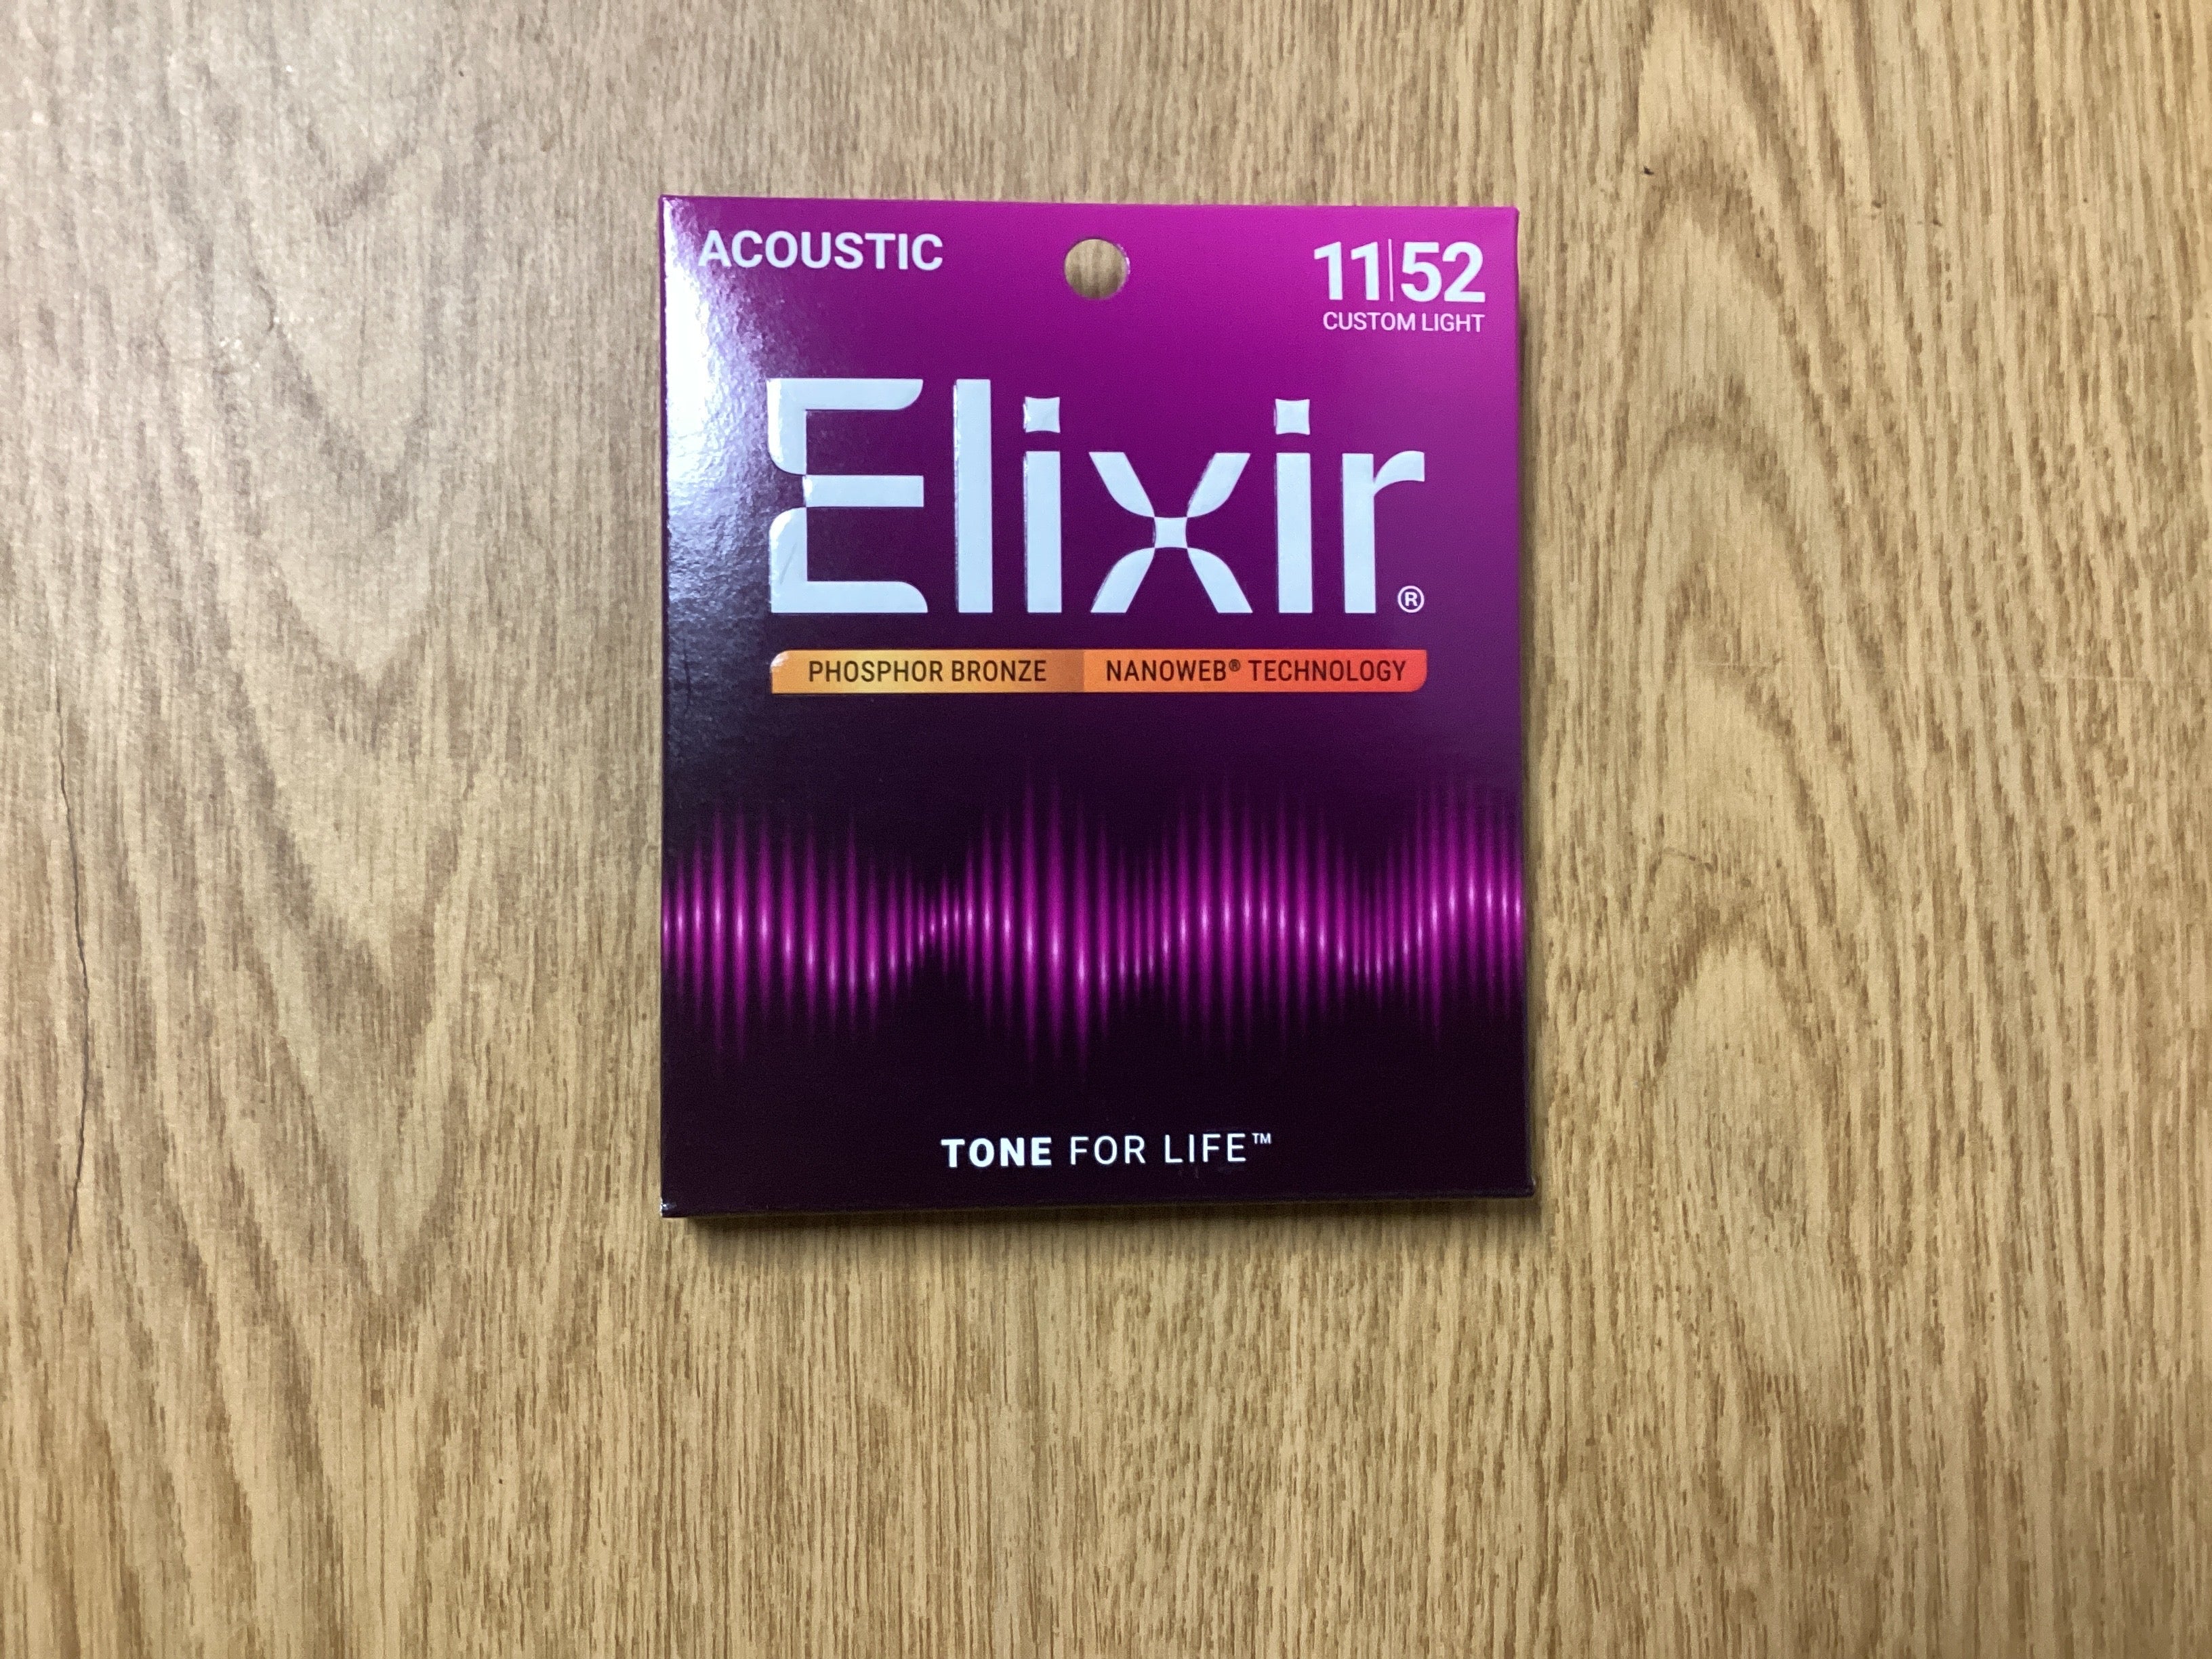 ACOUSTIC
11|52
CUSTOM LIGHT
Elixir®
PHOSPHOR BRONZE NANOWEB® TECHNOLOGY
TONE FOR LIFE™